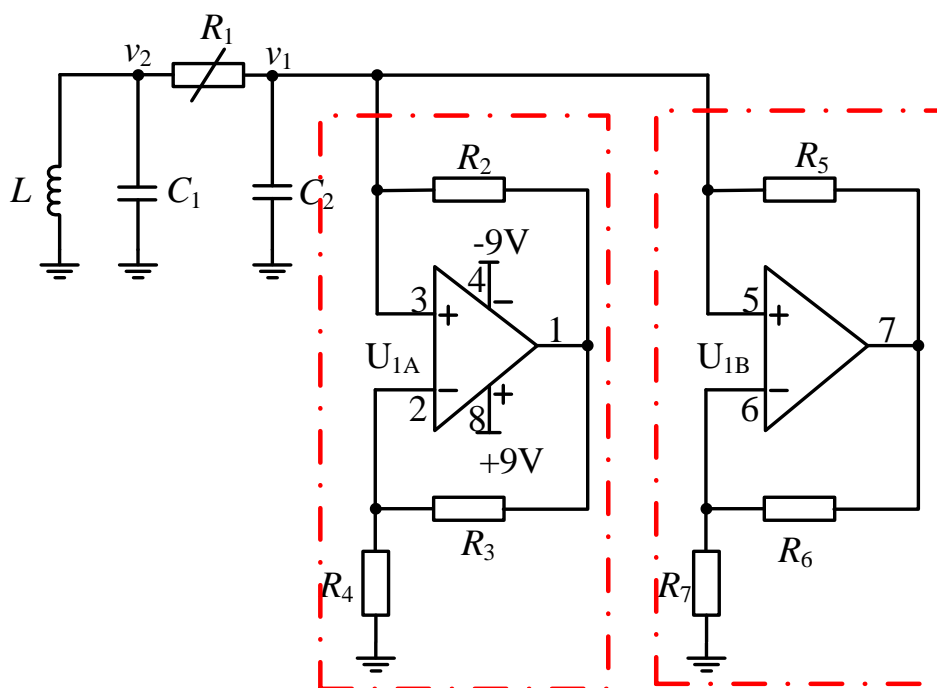 R₁
v₂
v₁
R₂
R₅
L
C₁
C₂
-9V
4
−
3
+
1
U₁A
2
−
8
+
+9V
5
+
7
U₁B
6
−
R₃
R₆
R₄
R₇